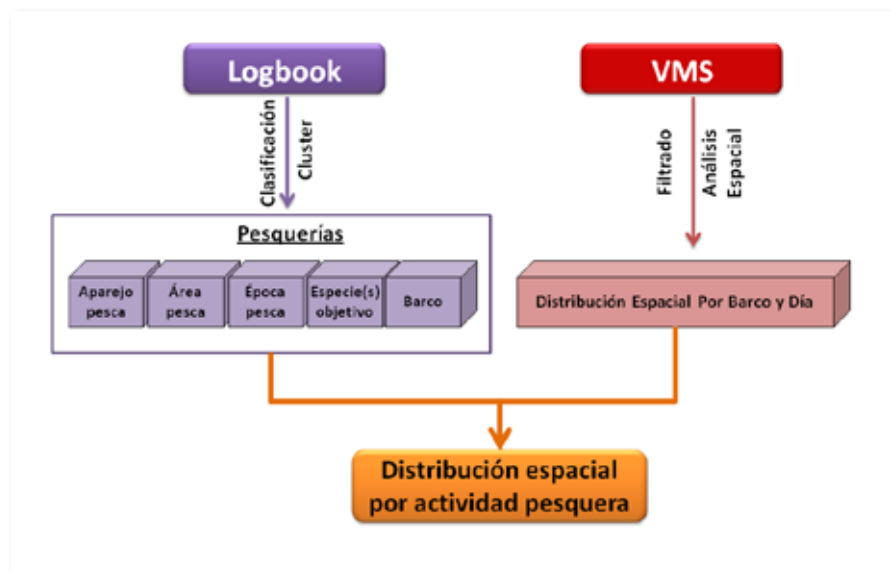 Logbook
VMS
Clasificación
Cluster
Filtrado
Análisis
Espacial
Pesquerías
Aparejo
pesca
Área
pesca
Época
pesca
Especie(s)
objetivo
Barco
Distribución Espacial Por Barco y Día
Distribución espacial
por actividad pesquera